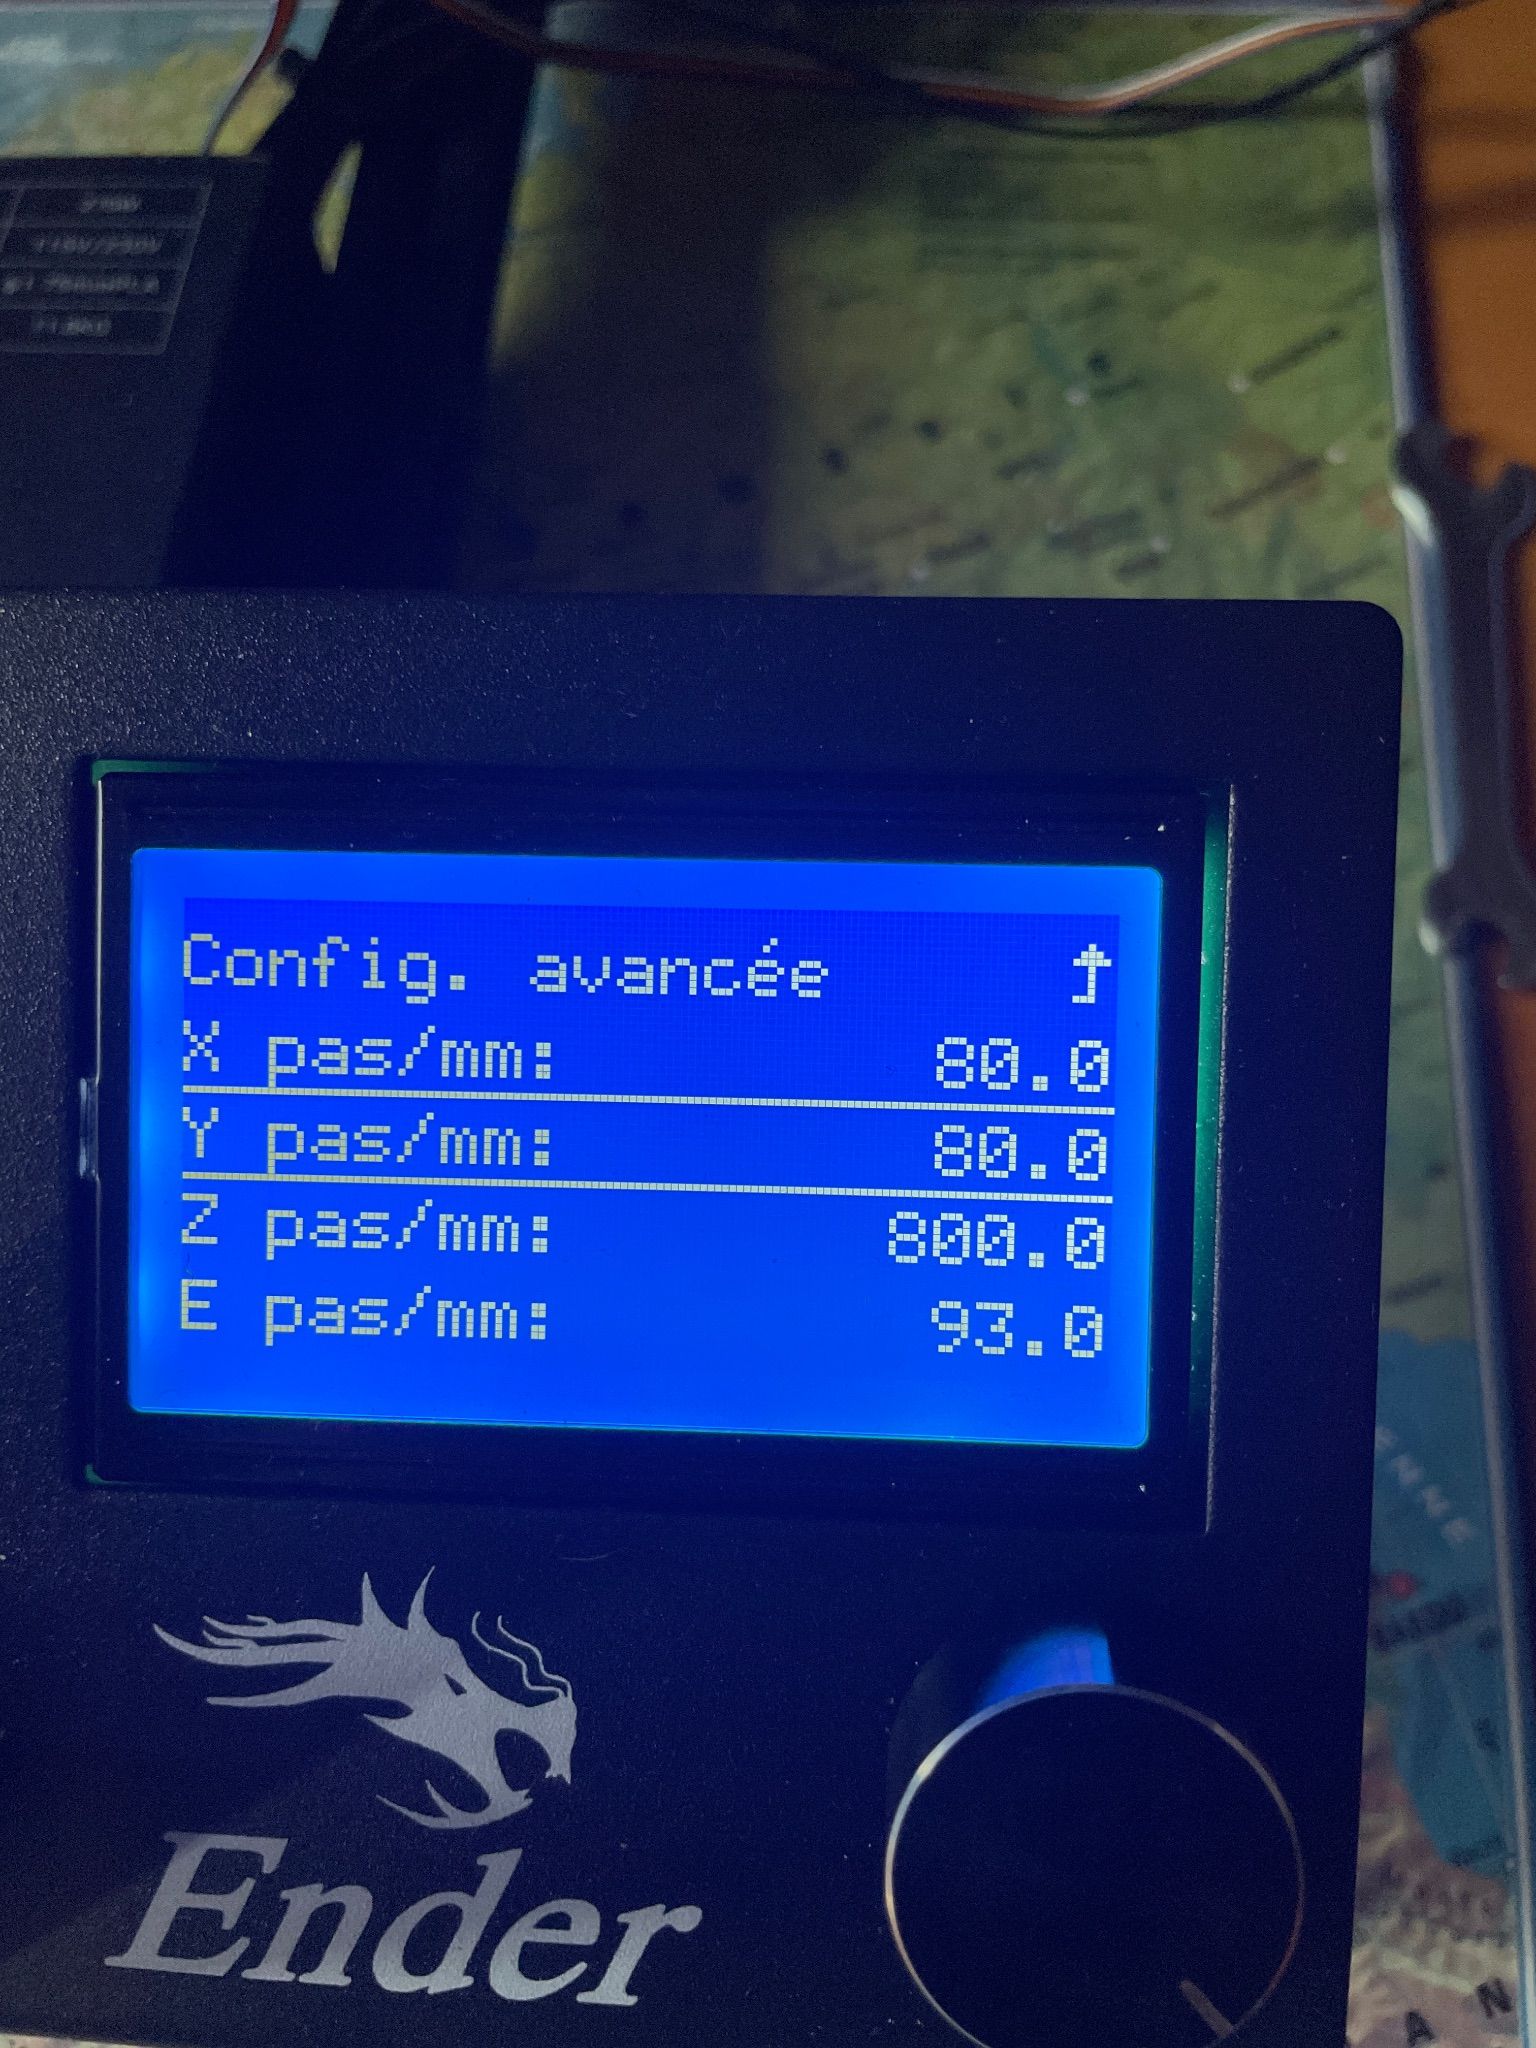 Config. avancée
X pas/mm: 80.0
Y pas/mm: 80.0
Z pas/mm: 800.0
E pas/mm: 93.0
Ender